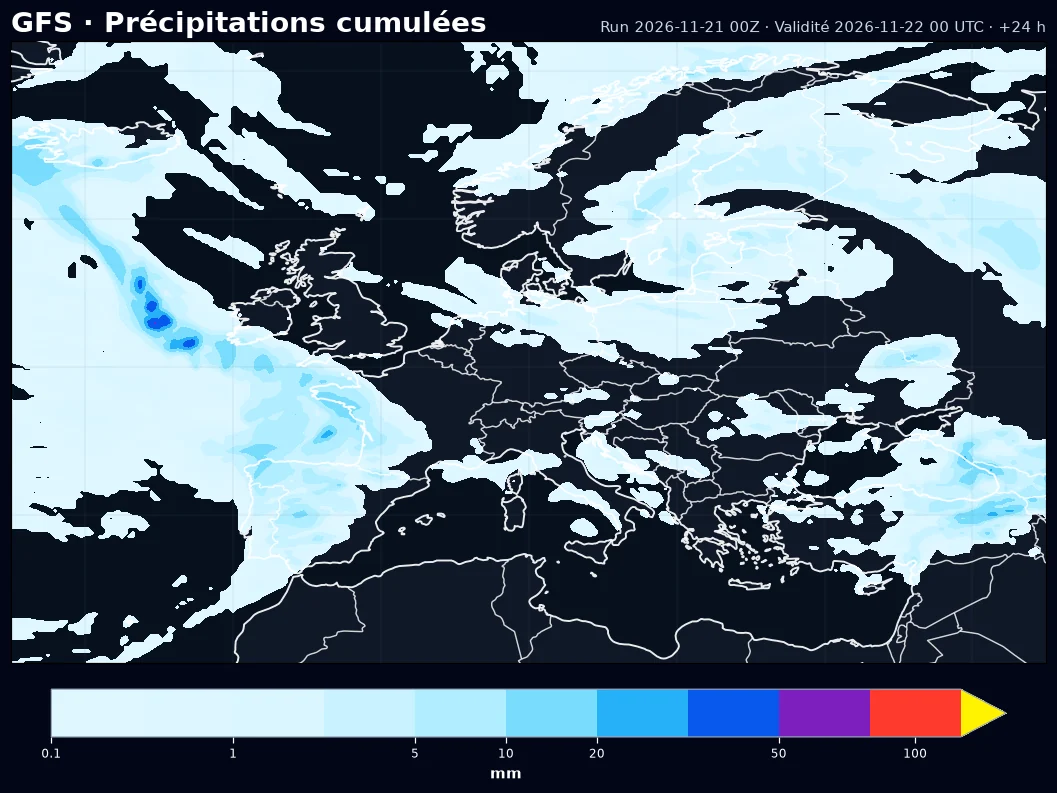 GFS · Précipitations cumulées
Run 2026-11-21 00Z · Validité 2026-11-22 00 UTC · +24 h
0.1 1 5 10 20 50 100
mm